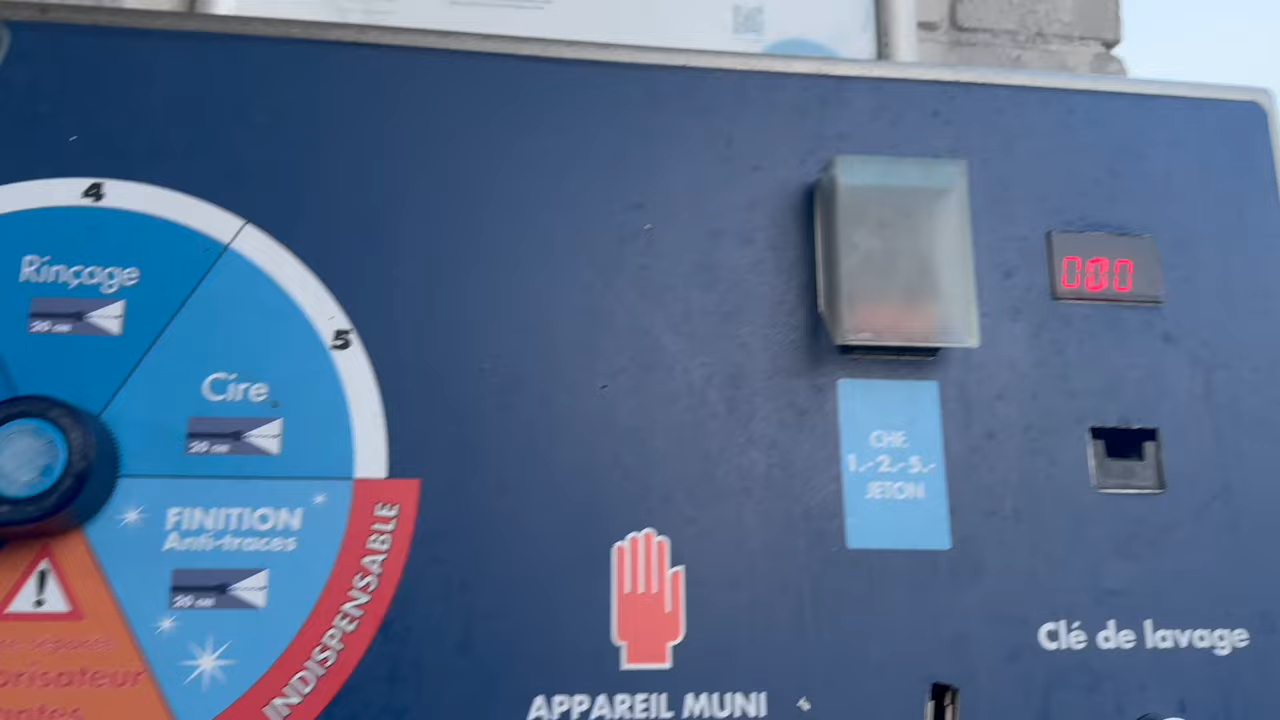 4
Rinçage
20 cm
5
Cire
20 cm
FINITION
Anti-traces
20 cm
INDISPENSABLE
000
CHF
1.-2.-5.-
JETON
Clé de lavage
APPAREIL MUNI